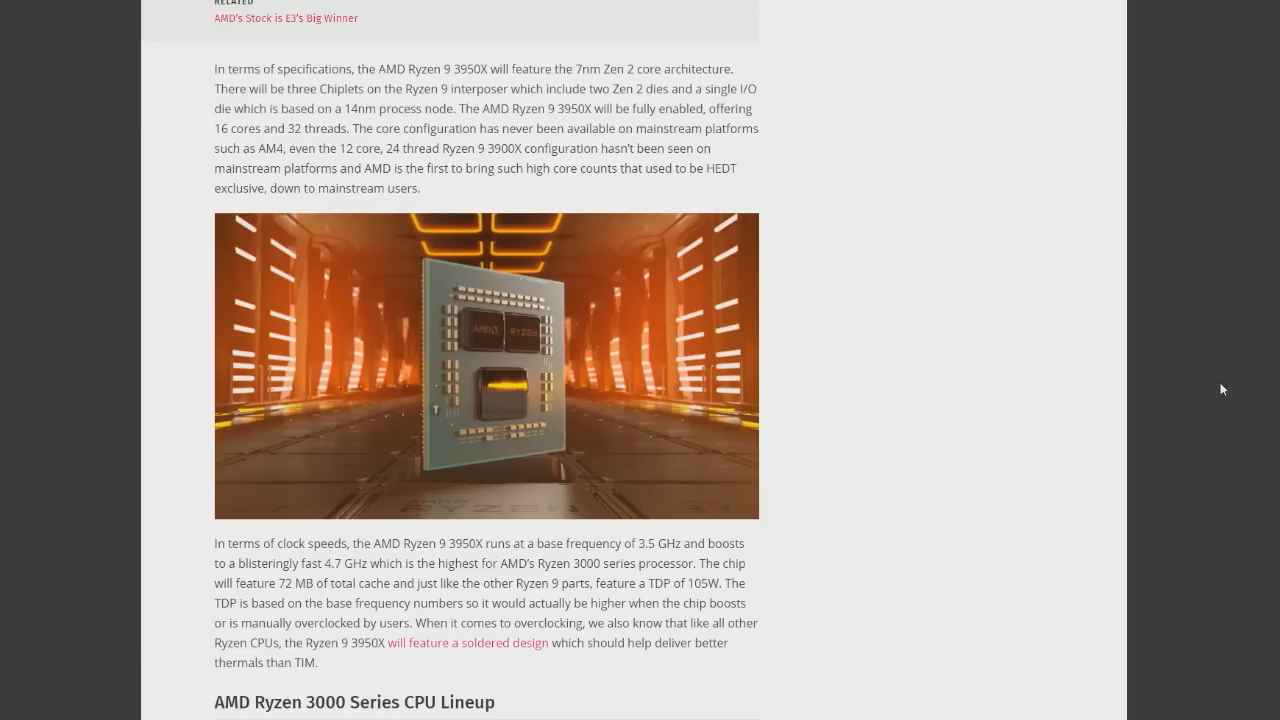 RELATED
AMD's Stock is E3's Big Winner
In terms of specifications, the AMD Ryzen 9 3950X will feature the 7nm Zen 2 core architecture.
There will be three Chiplets on the Ryzen 9 interposer which include two Zen 2 dies and a single I/O
die which is based on a 14nm process node. The AMD Ryzen 9 3950X will be fully enabled, offering
16 cores and 32 threads. The core configuration has never been available on mainstream platforms
such as AM4, even the 12 core, 24 thread Ryzen 9 3900X configuration hasn't been seen on
mainstream platforms and AMD is the first to bring such high core counts that used to be HEDT
exclusive, down to mainstream users.
AMD RYZEN
AMD
RYZEN
In terms of clock speeds, the AMD Ryzen 9 3950X runs at a base frequency of 3.5 GHz and boosts
to a blisteringly fast 4.7 GHz which is the highest for AMD's Ryzen 3000 series processor. The chip
will feature 72 MB of total cache and just like the other Ryzen 9 parts, feature a TDP of 105W. The
TDP is based on the base frequency numbers so it would actually be higher when the chip boosts
or is manually overclocked by users. When it comes to overclocking, we also know that like all other
Ryzen CPUs, the Ryzen 9 3950X will feature a soldered design which should help deliver better
thermals than TIM.
AMD Ryzen 3000 Series CPU Lineup